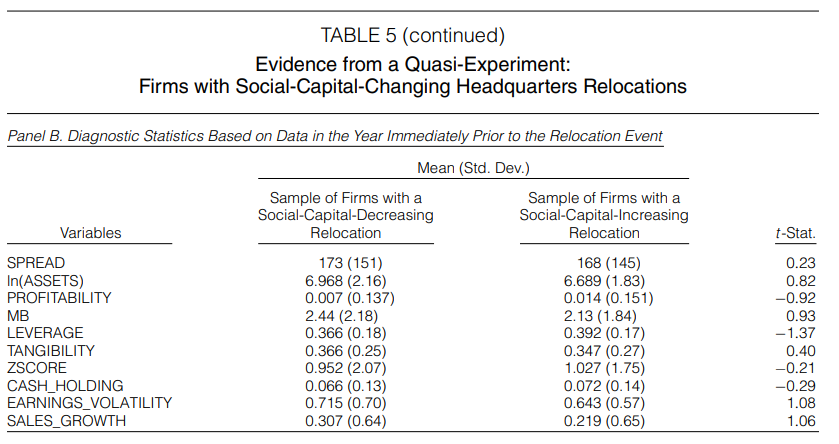 TABLE 5 (continued)
Evidence from a Quasi-Experiment:
Firms with Social-Capital-Changing Headquarters Relocations
Panel B. Diagnostic Statistics Based on Data in the Year Immediately Prior to the Relocation Event
Mean (Std. Dev.)
Sample of Firms with a Sample of Firms with a
Social-Capital-Decreasing Social-Capital-Increasing
Variables Relocation Relocation t-Stat.
SPREAD 173 (151) 168 (145) 0.23
ln(ASSETS) 6.968 (2.16) 6.689 (1.83) 0.82
PROFITABILITY 0.007 (0.137) 0.014 (0.151) −0.92
MB 2.44 (2.18) 2.13 (1.84) 0.93
LEVERAGE 0.366 (0.18) 0.392 (0.17) −1.37
TANGIBILITY 0.366 (0.25) 0.347 (0.27) 0.40
ZSCORE 0.952 (2.07) 1.027 (1.75) −0.21
CASH_HOLDING 0.066 (0.13) 0.072 (0.14) −0.29
EARNINGS_VOLATILITY 0.715 (0.70) 0.643 (0.57) 1.08
SALES_GROWTH 0.307 (0.64) 0.219 (0.65) 1.06